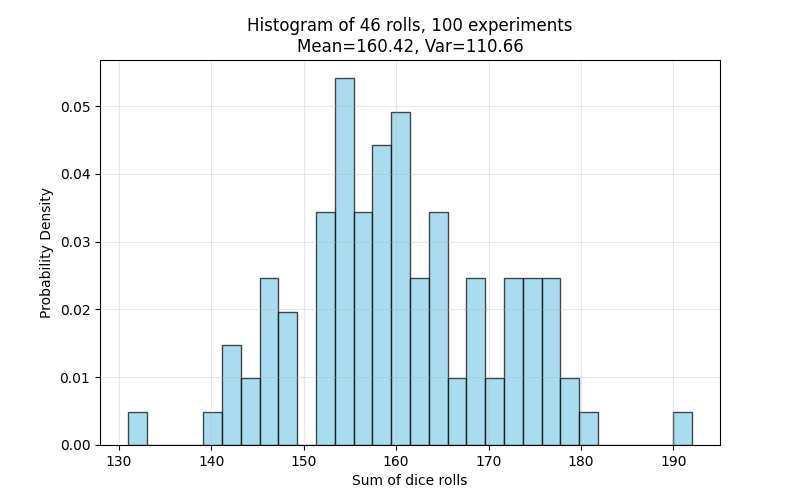 Histogram of 46 rolls, 100 experiments
Mean=160.42, Var=110.66
Probability Density
0.05
0.04
0.03
0.02
0.01
0.00
130 140 150 160 170 180 190
Sum of dice rolls